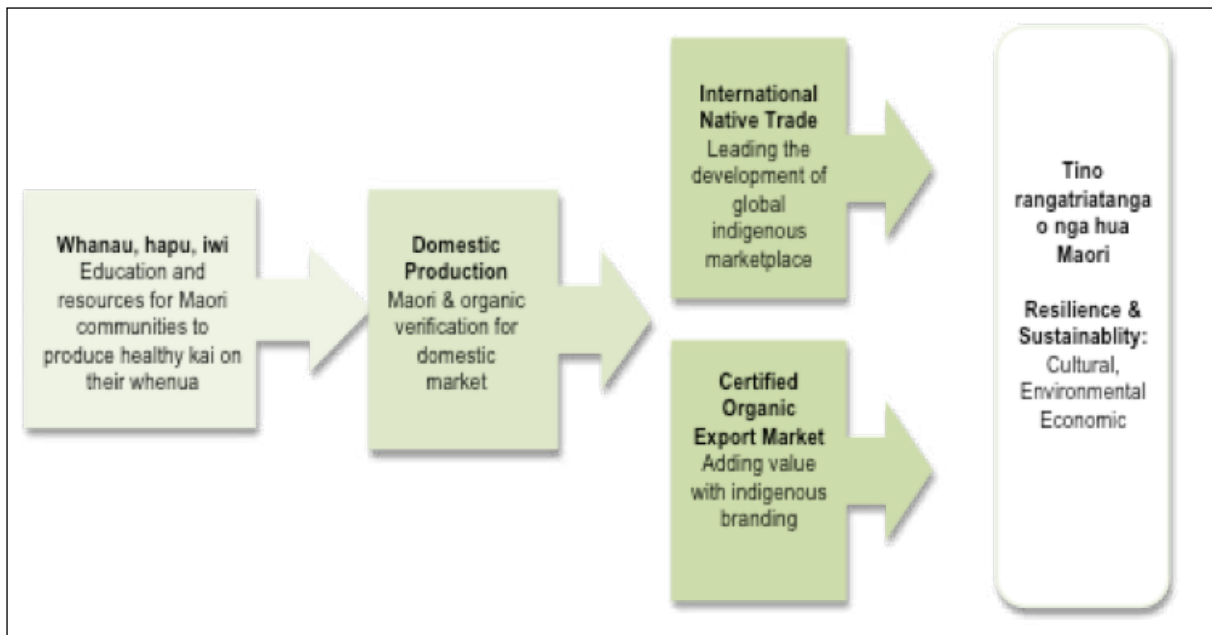 Whanau, hapu, iwi
Education and
resources for Maori
communities to
produce healthy kai on
their whenua
Domestic
Production
Maori & organic
verification for
domestic
market
International
Native Trade
Leading the
development of
global
indigenous
marketplace
Certified
Organic
Export Market
Adding value
with indigenous
branding
Tino
rangatriatanga
o nga hua
Maori
Resilience &
Sustainablity:
Cultural,
Environmental
Economic